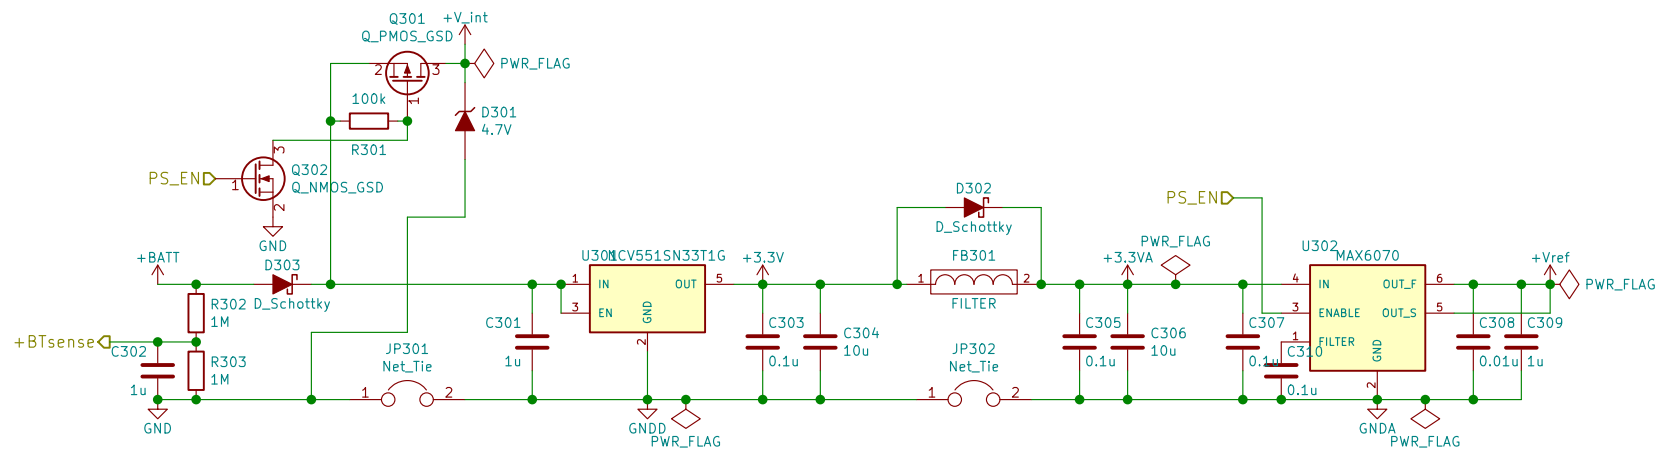 Q301
Q_PMOS_GSD
+V_int
PWR_FLAG
2
3
1
100k
R301
D301
4.7V
PS_EN
1
3
2
Q302
Q_NMOS_GSD
GND
+BATT
D303
D_Schottky
R302
1M
+BTsense
C302
1u
R303
1M
GND
JP301
Net_Tie
1
2
C301
1u
U301
NCV551SN33T1G
1
IN
3
EN
OUT
5
GND
2
GNDD
PWR_FLAG
+3.3V
C303
0.1u
C304
10u
D302
D_Schottky
FB301
1
2
FILTER
JP302
Net_Tie
1
2
+3.3VA
PWR_FLAG
C305
0.1u
C306
10u
PS_EN
C307
0.1u
C310
0.1u
U302
MAX6070
4
IN
3
ENABLE
1
FILTER
OUT_F
6
OUT_S
5
GND
2
GNDA
PWR_FLAG
+Vref
PWR_FLAG
C308
0.01u
C309
1u